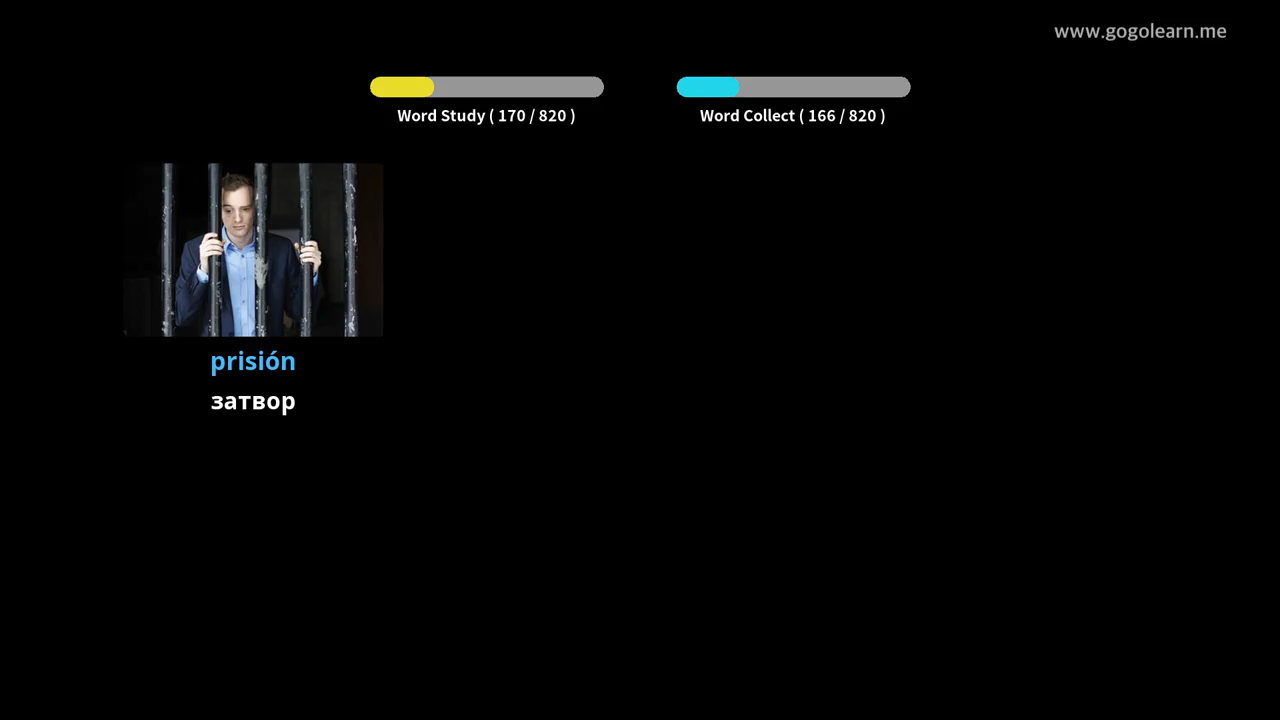 www.gogolearn.me
Word Study ( 170 / 820 )
Word Collect ( 166 / 820 )
prisión
затвор